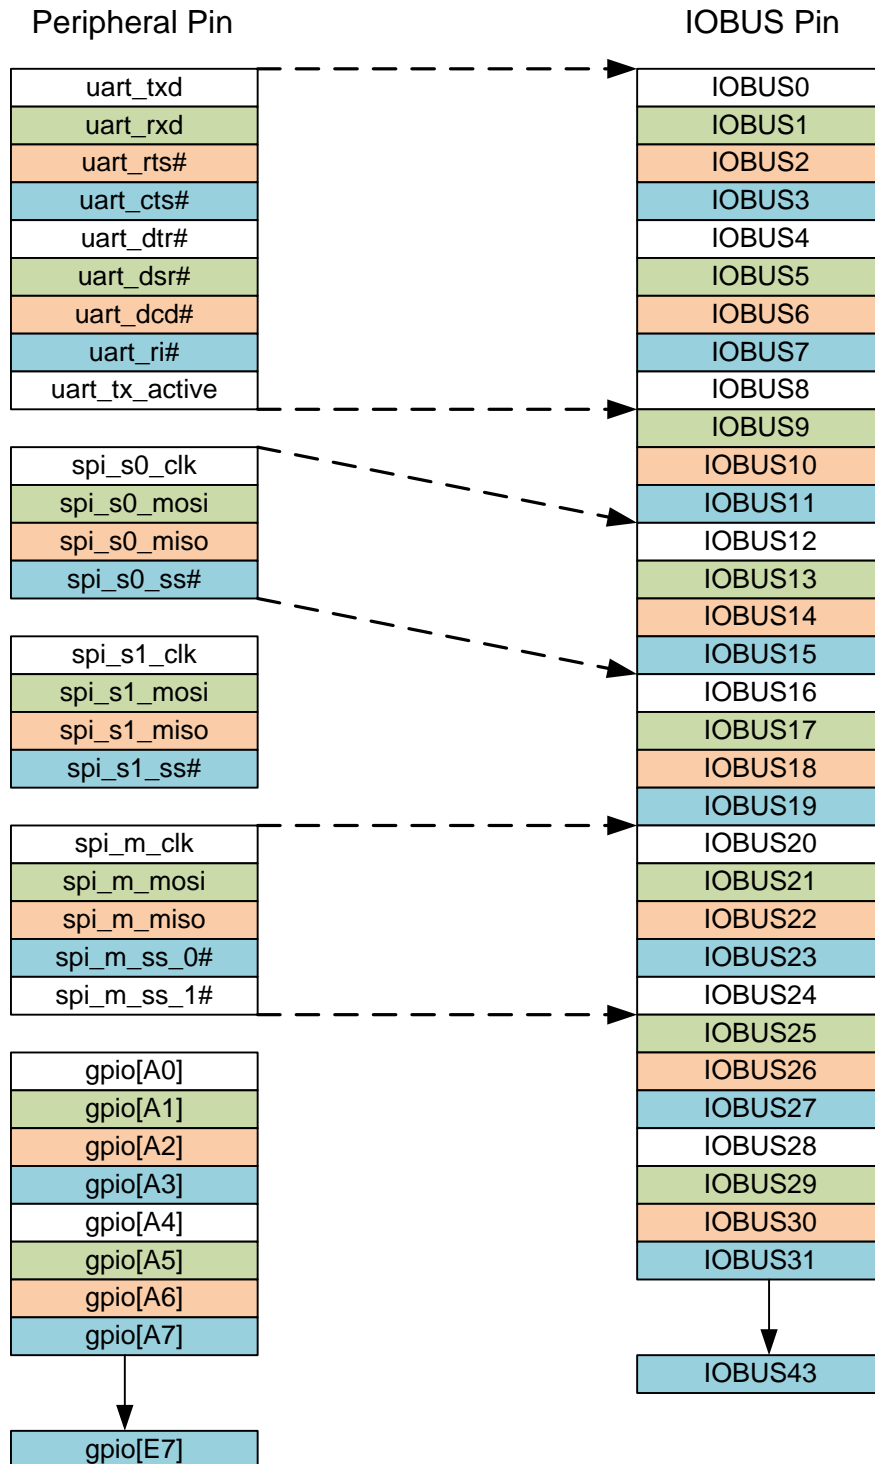 Peripheral Pin
uart_txd
uart_rxd
uart_rts#
uart_cts#
uart_dtr#
uart_dsr#
uart_dcd#
uart_ri#
uart_tx_active
spi_s0_clk
spi_s0_mosi
spi_s0_miso
spi_s0_ss#
spi_s1_clk
spi_s1_mosi
spi_s1_miso
spi_s1_ss#
spi_m_clk
spi_m_mosi
spi_m_miso
spi_m_ss_0#
spi_m_ss_1#
gpio[A0]
gpio[A1]
gpio[A2]
gpio[A3]
gpio[A4]
gpio[A5]
gpio[A6]
gpio[A7]
gpio[E7]
IOBUS Pin
IOBUS0
IOBUS1
IOBUS2
IOBUS3
IOBUS4
IOBUS5
IOBUS6
IOBUS7
IOBUS8
IOBUS9
IOBUS10
IOBUS11
IOBUS12
IOBUS13
IOBUS14
IOBUS15
IOBUS16
IOBUS17
IOBUS18
IOBUS19
IOBUS20
IOBUS21
IOBUS22
IOBUS23
IOBUS24
IOBUS25
IOBUS26
IOBUS27
IOBUS28
IOBUS29
IOBUS30
IOBUS31
IOBUS43